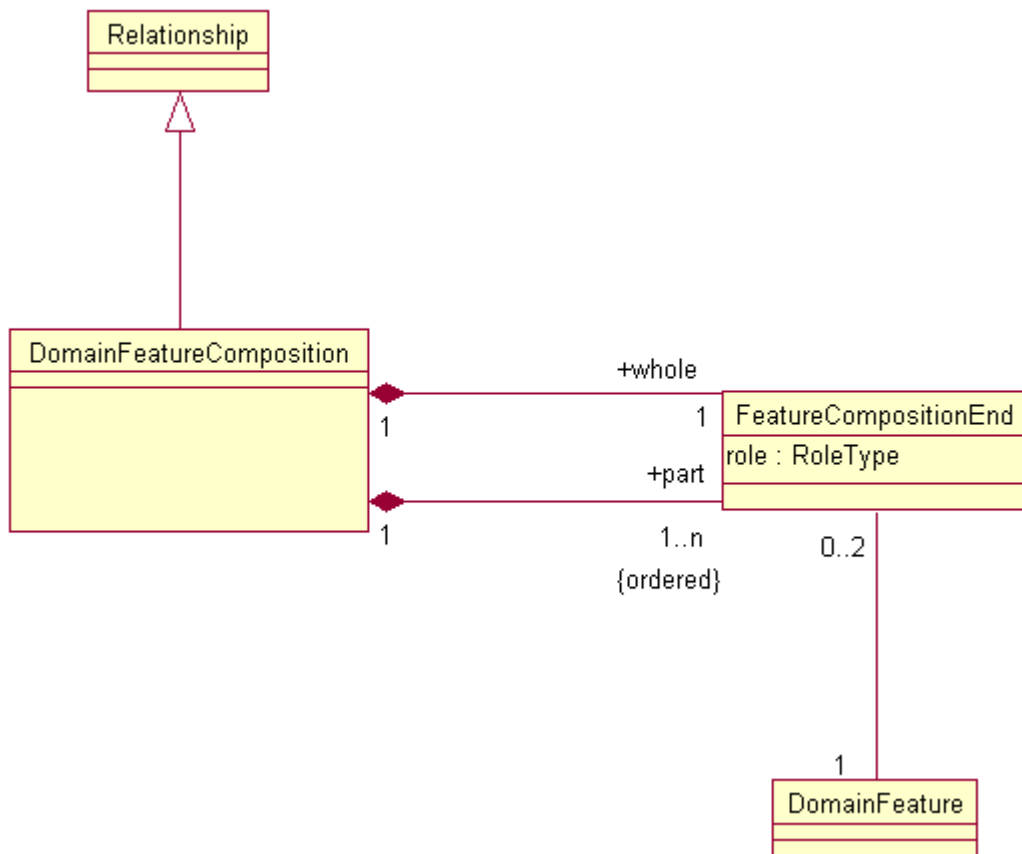 Relationship
DomainFeatureComposition
+whole
1
1
FeatureCompositionEnd
role : RoleType
+part
1
1..n
{ordered}
0..2
1
DomainFeature